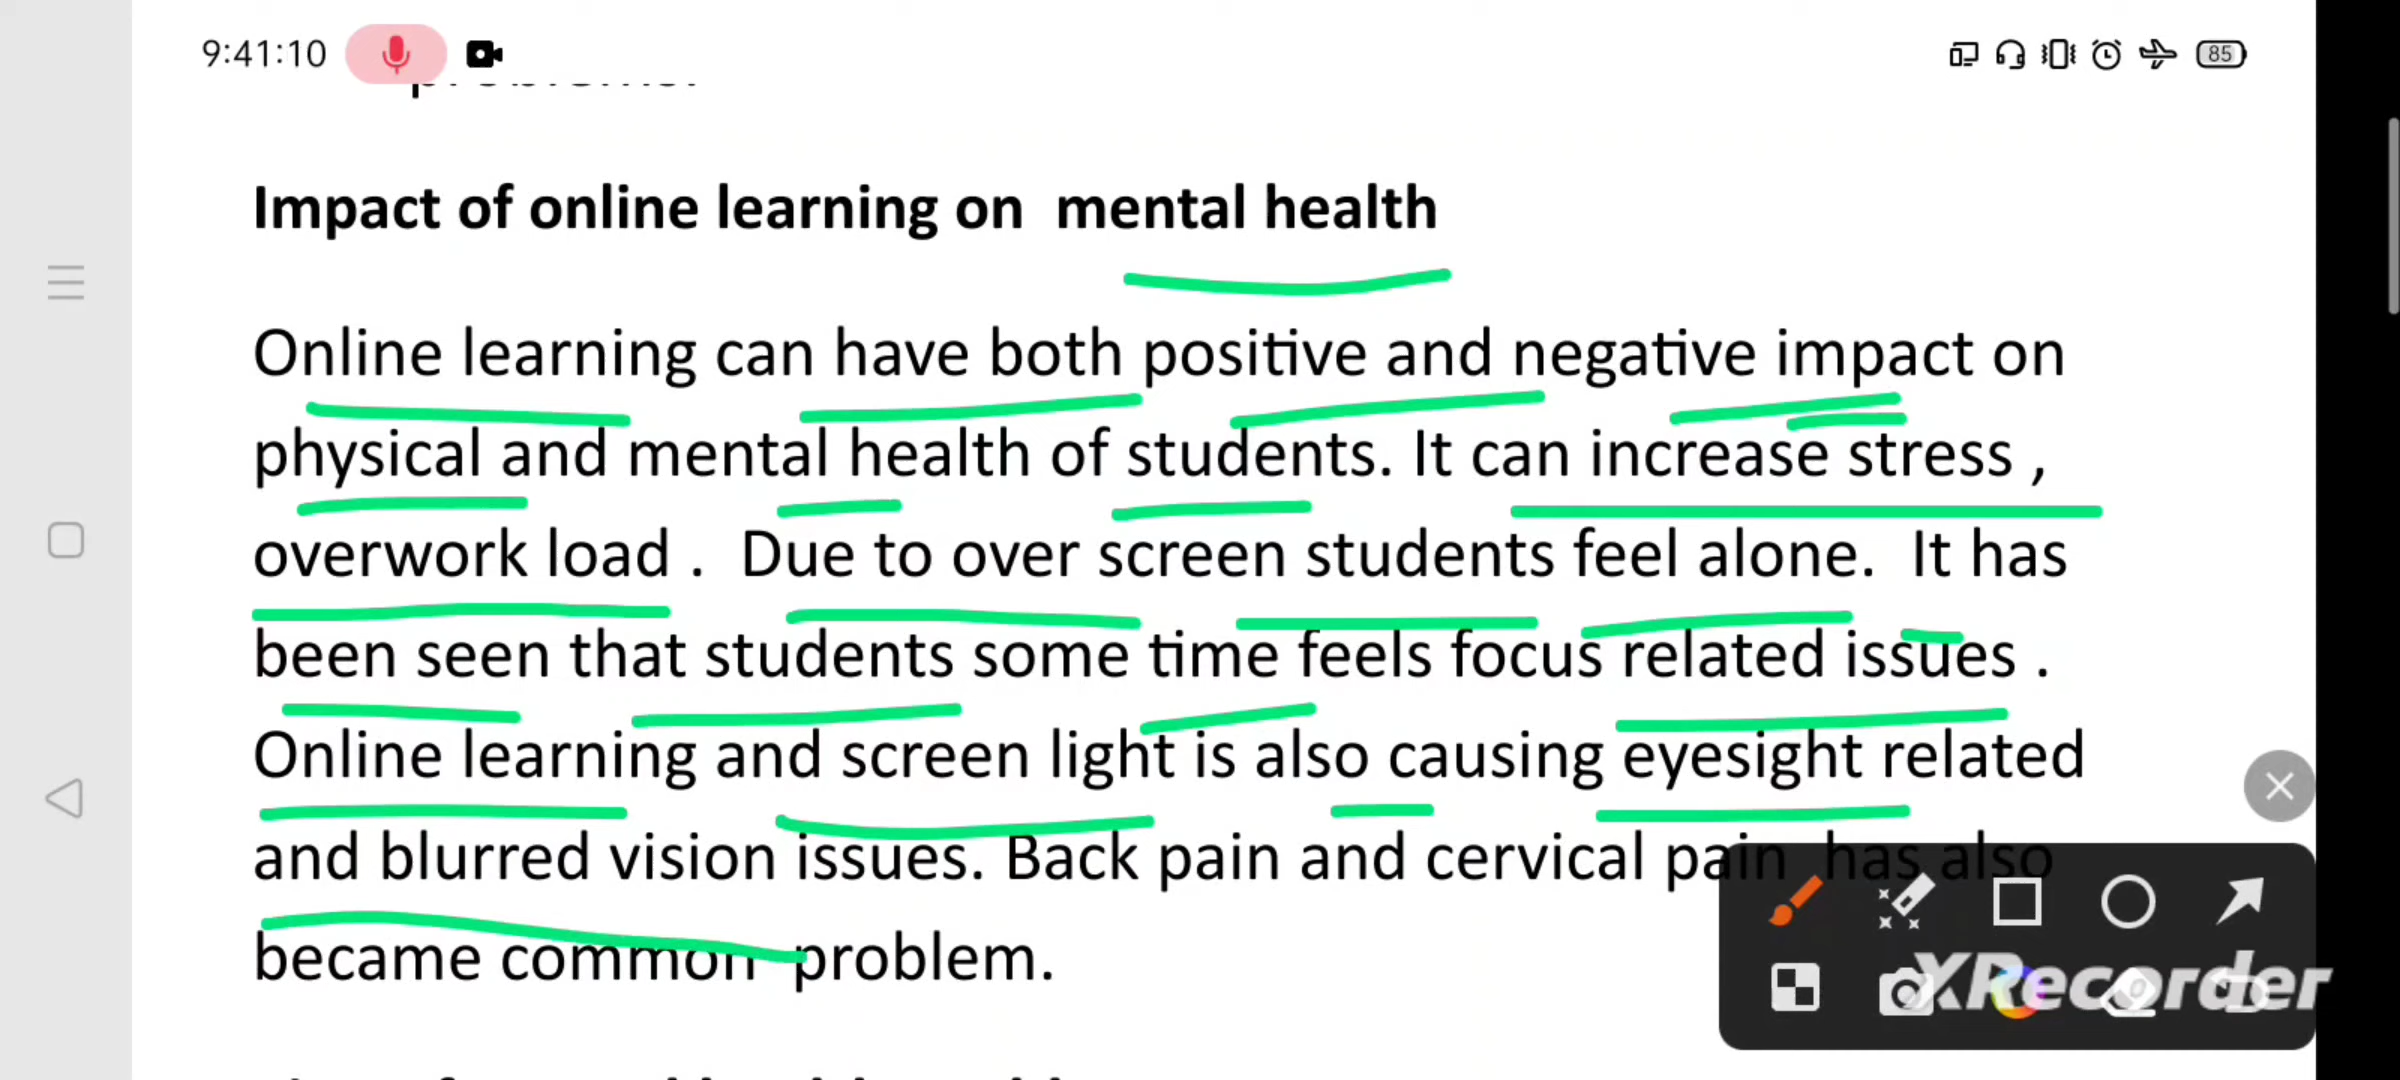 9:41:10 85
Impact of online learning on mental health
Online learning can have both positive and negative impact on
physical and mental health of students. It can increase stress ,
overwork load . Due to over screen students feel alone. It has
been seen that students some time feels focus related issues .
Online learning and screen light is also causing eyesight related
and blurred vision issues. Back pain and cervical pain has also
became common problem.
XRecorder